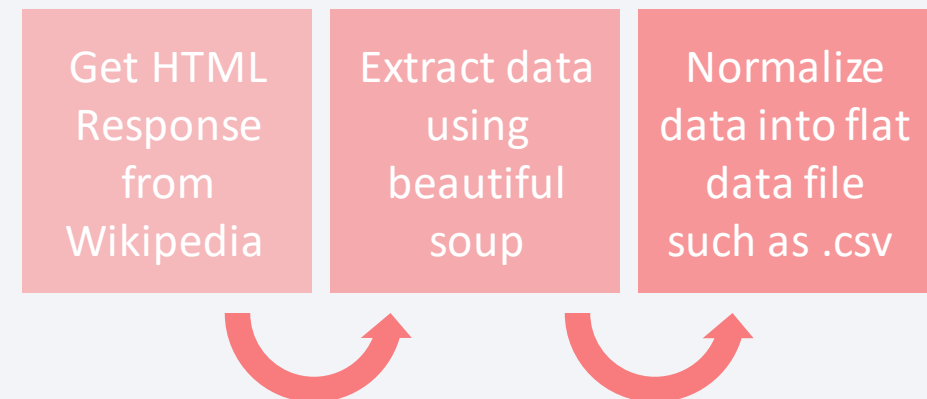 Get HTML
Response
from
Wikipedia
Extract data
using
beautiful
soup
Normalize
data into flat
data file
such as .csv